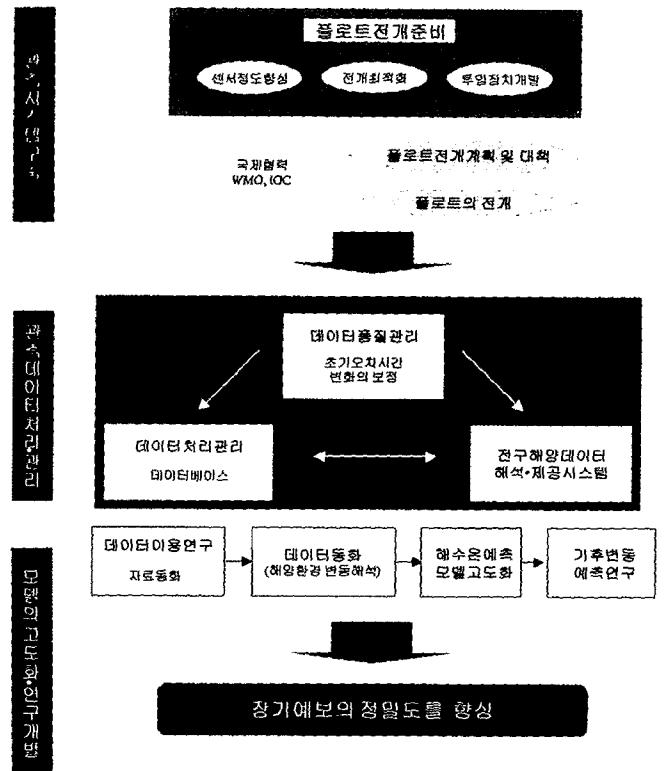 플로트전개준비
센서정도향상
전개최적화
투입장치개발
국제협력
WMO, IOC
플로트전개계획 및 대책
플로트의 전개
관측데이터처리•관리
데이터품질관리
초기오차시간
변화의보정
데이터처리관리
데이터베이스
전구해양데이터
해석•제공시스템
모델의고도화•연구개발
데이터이용연구
자료동화
데이터동화
(해양환경 변동해석)
해수온예측
모델고도화
기후변동
예측연구
장기예보의정밀도를 향상